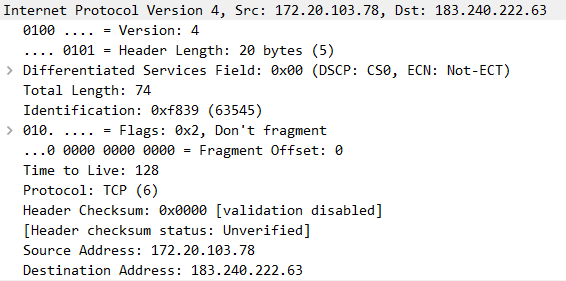 Internet Protocol Version 4, Src: 172.20.103.78, Dst: 183.240.222.63
0100 .... = Version: 4
.... 0101 = Header Length: 20 bytes (5)
Differentiated Services Field: 0x00 (DSCP: CS0, ECN: Not-ECT)
Total Length: 74
Identification: 0xf839 (63545)
010. .... = Flags: 0x2, Don't fragment
...0 0000 0000 0000 = Fragment Offset: 0
Time to Live: 128
Protocol: TCP (6)
Header Checksum: 0x0000 [validation disabled]
[Header checksum status: Unverified]
Source Address: 172.20.103.78
Destination Address: 183.240.222.63